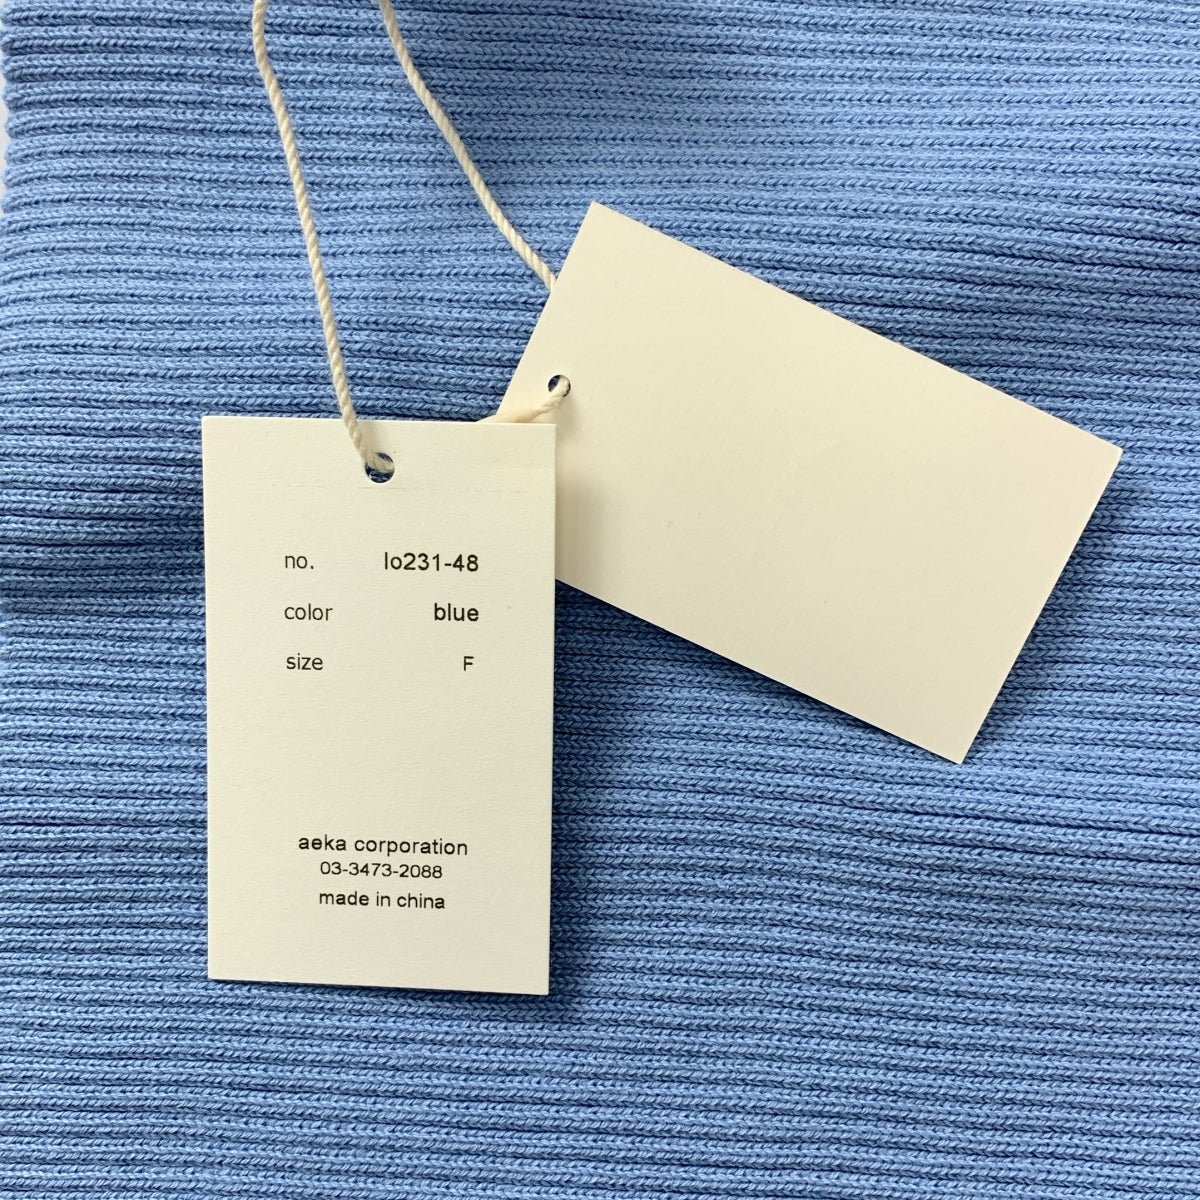 no. lo231-48
color blue
size F
aeka corporation
03-3473-2088
made in china